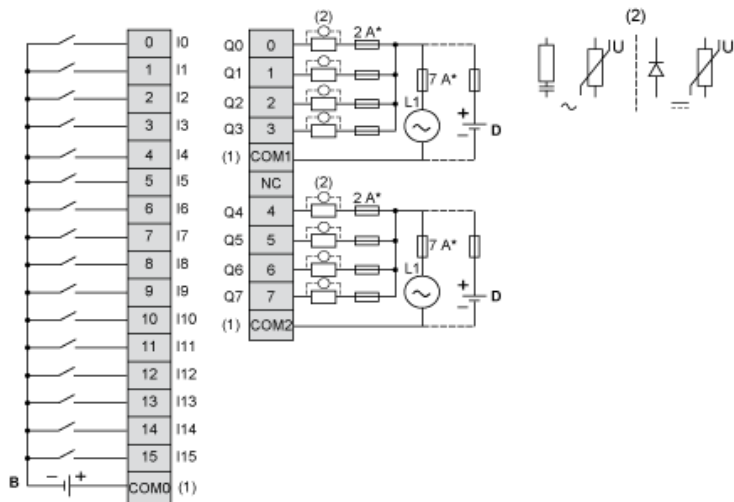 0 I0
1 I1
2 I2
3 I3
4 I4
5 I5
6 I6
7 I7
8 I8
9 I9
10 I10
11 I11
12 I12
13 I13
14 I14
15 I15
B − + COM0 (1)
(2)
2 A*
Q0 0
Q1 1
Q2 2
Q3 3
(1) COM1
7 A*
L1
+
−
D
NC
(2)
2 A*
Q4 4
Q5 5
Q6 6
Q7 7
(1) COM2
7 A*
L1
+
−
D
(2)
IU
IU